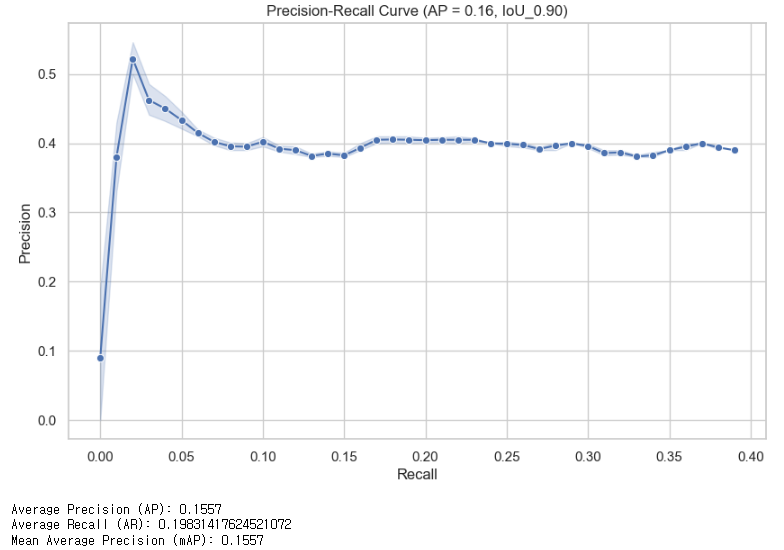 Precision-Recall Curve (AP = 0.16, IoU_0.90)
0.5
0.4
0.3
0.2
0.1
0.0
Precision
0.00 0.05 0.10 0.15 0.20 0.25 0.30 0.35 0.40
Recall
Average Precision (AP): 0.1557
Average Recall (AR): 0.19831417624521072
Mean Average Precision (mAP): 0.1557